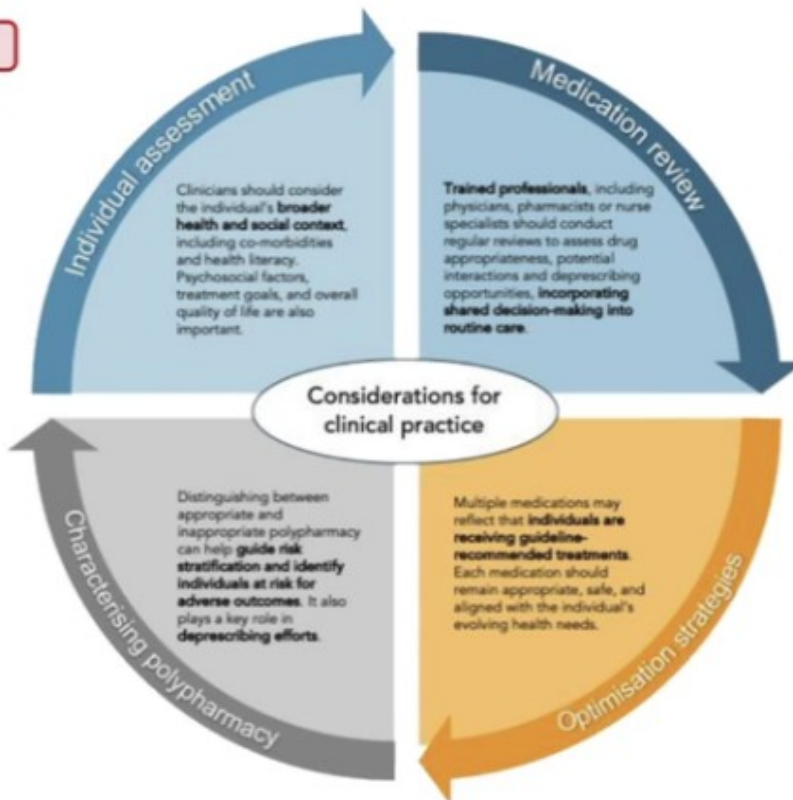 Individual assessment
Clinicians should consider
the individual's broader
health and social context,
including co-morbidities
and health literacy.
Psychosocial factors,
treatment goals, and overall
quality of life are also
important.
Medication review
Trained professionals, including
physicians, pharmacists or nurse
specialists should conduct
regular reviews to assess drug
appropriateness, potential
interactions and deprescribing
opportunities, incorporating
shared decision-making into
routine care.
Considerations for
clinical practice
Characterising polypharmacy
Distinguishing between
appropriate and
inappropriate polypharmacy
can help guide risk
stratification and identify
individuals at risk for
adverse outcomes. It also
plays a key role in
deprescribing efforts.
Optimisation strategies
Multiple medications may
reflect that individuals are
receiving guideline-
recommended treatments.
Each medication should
remain appropriate, safe, and
aligned with the individual's
evolving health needs.